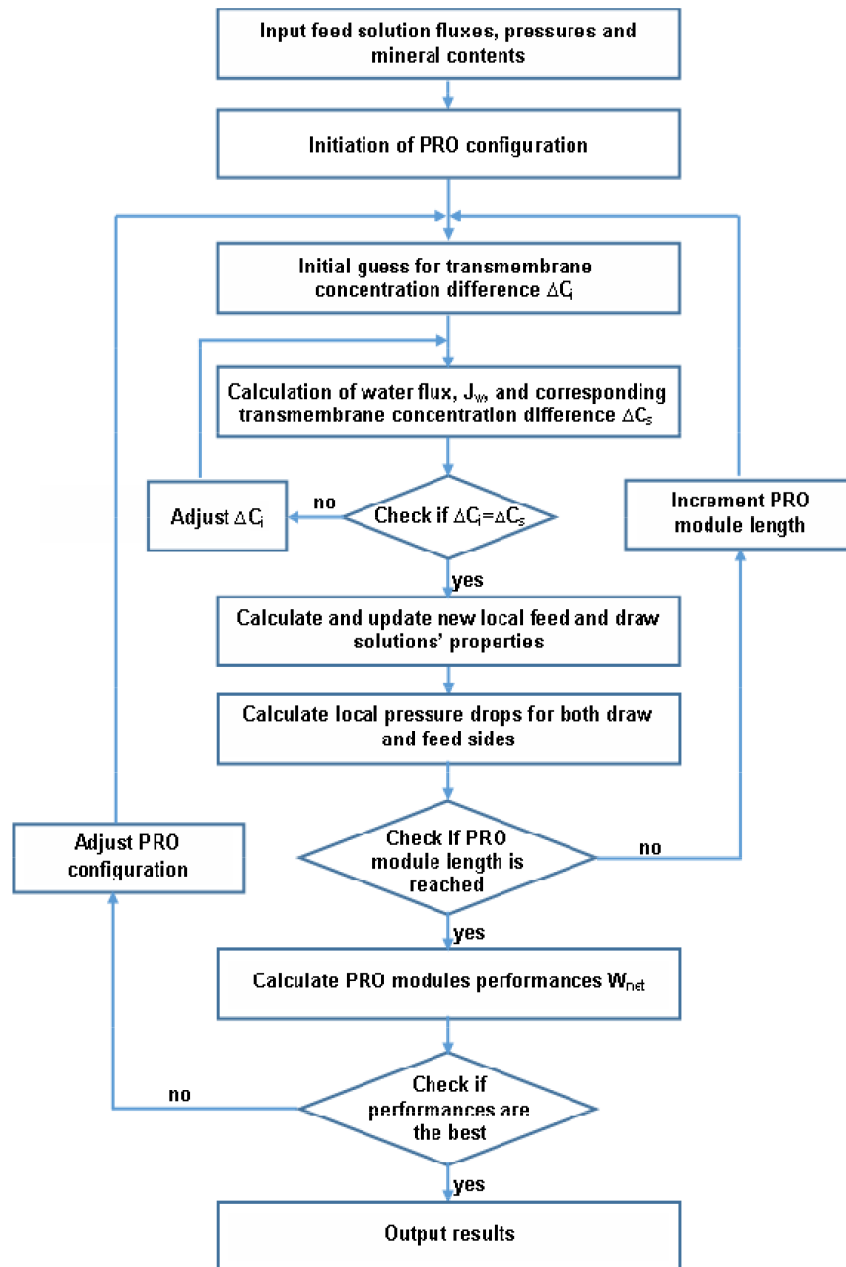 Input feed solution fluxes, pressures and
mineral contents
Initiation of PRO configuration
Initial guess for transmembrane
concentration difference ΔCᵢ
Calculation of water flux, Jw, and corresponding
transmembrane concentration difference ΔCₛ
Adjust ΔCᵢ
no
Check if ΔCᵢ=ΔCₛ
Increment PRO
module length
yes
Calculate and update new local feed and draw
solutions’ properties
Calculate local pressure drops for both draw
and feed sides
Adjust PRO
configuration
Check if PRO
module length is
reached
no
yes
Calculate PRO modules performances Wnet
no
Check if
performances are
the best
yes
Output results